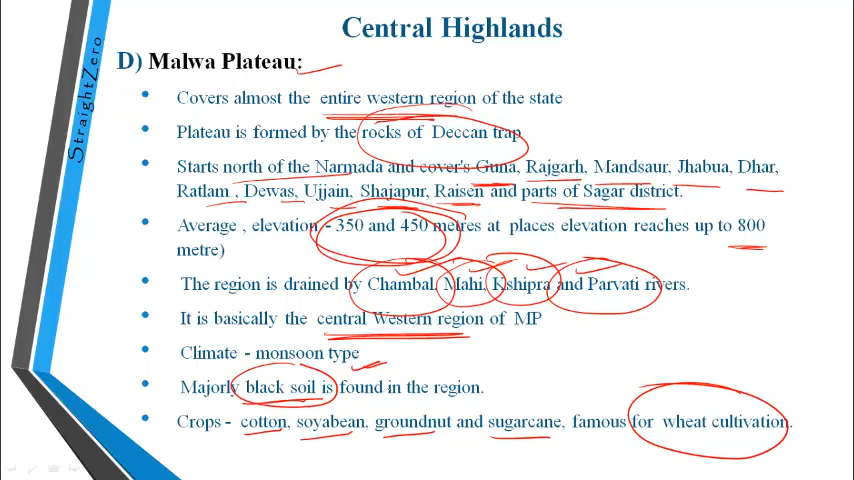 Central Highlands
StraightZero
D) Malwa Plateau:
• Covers almost the entire western region of the state
• Plateau is formed by the rocks of Deccan trap
• Starts north of the Narmada and cover's Guna, Rajgarh, Mandsaur, Jhabua, Dhar,
Ratlam , Dewas, Ujjain, Shajapur, Raisen and parts of Sagar district.
• Average , elevation - 350 and 450 metres at places elevation reaches up to 800
metre)
• The region is drained by Chambal, Mahi, Kshipra and Parvati rivers.
• It is basically the central Western region of MP
• Climate - monsoon type
• Majorly black soil is found in the region.
• Crops - cotton, soyabean, groundnut and sugarcane, famous for wheat cultivation.